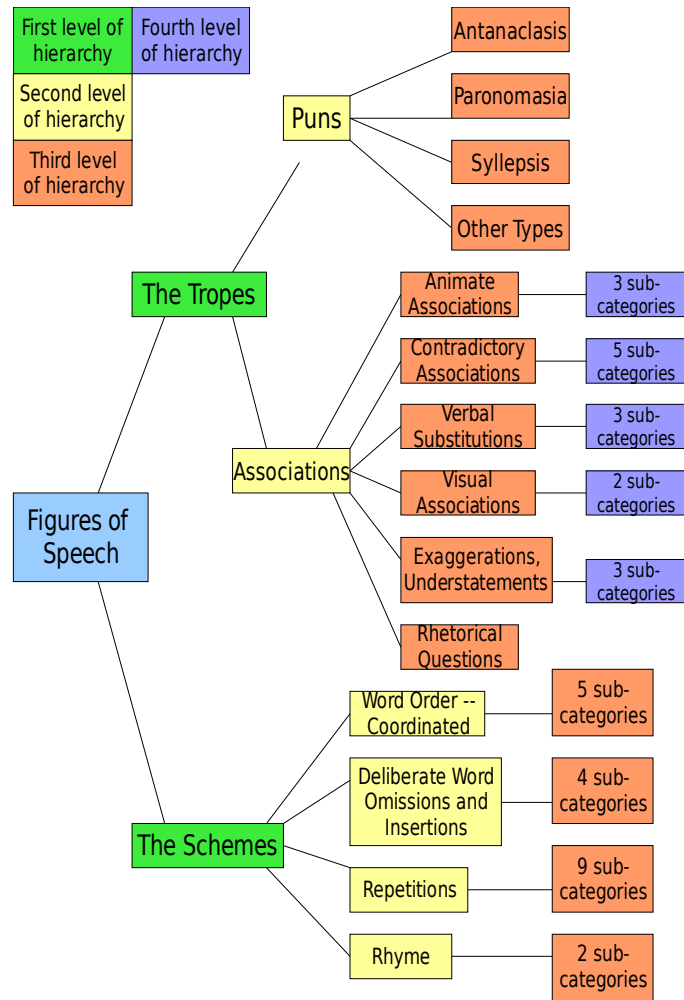 First level of
hierarchy
Fourth level
of hierarchy
Second level
of hierarchy
Third level
of hierarchy
Antanaclasis
Paronomasia
Puns
Syllepsis
Other Types
The Tropes
Animate
Associations
3 sub-
categories
Contradictory
Associations
5 sub-
categories
Verbal
Substitutions
3 sub-
categories
Associations
Visual
Associations
2 sub-
categories
Figures of
Speech
Exaggerations,
Understatements
3 sub-
categories
Rhetorical
Questions
Word Order --
Coordinated
5 sub-
categories
Deliberate Word
Omissions and
Insertions
4 sub-
categories
The Schemes
Repetitions
9 sub-
categories
Rhyme
2 sub-
categories